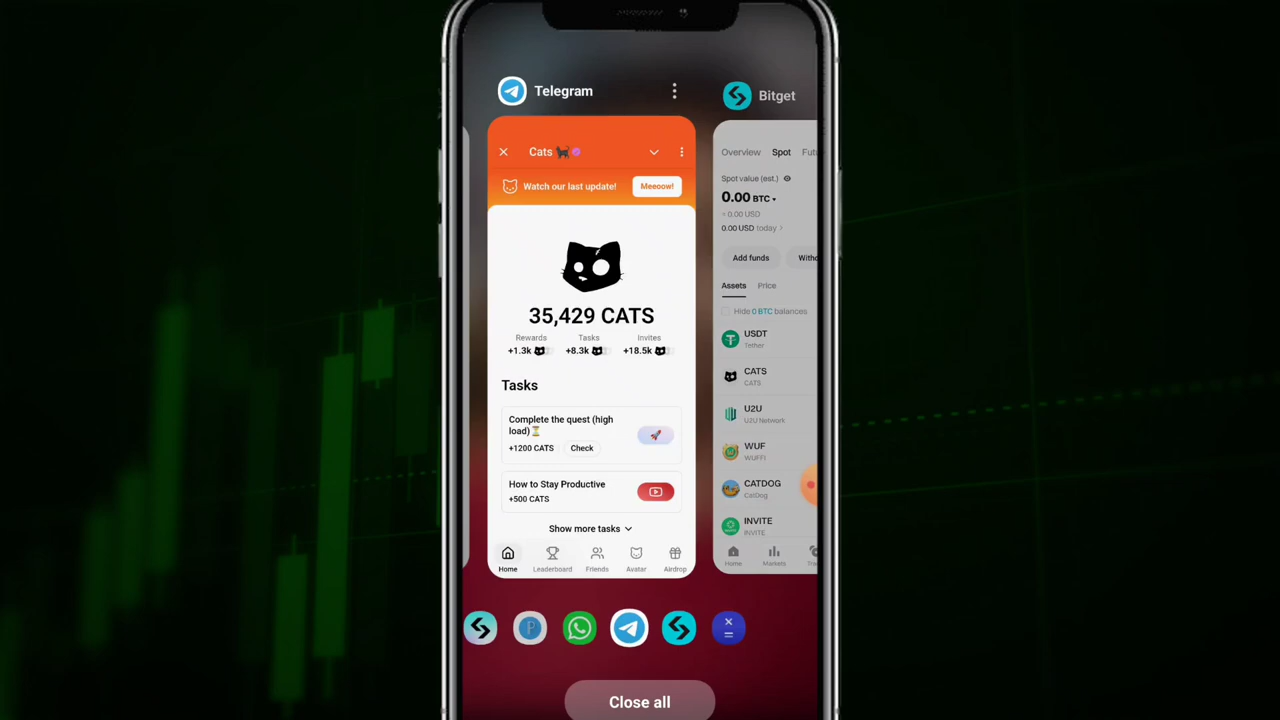 Telegram
Bitget
Cats
Watch our last update!
Meeoow!
35,429 CATS
Rewards
Tasks
Invites
+1.3k
+8.3k
+18.5k
Tasks
Complete the quest (high
load)⏳
+1200 CATS
Check
How to Stay Productive
+500 CATS
Show more tasks
Home
Leaderboard
Friends
Avatar
Airdrop
Overview
Spot
Futu
Spot value (est.)
0.00 BTC
≈ 0.00 USD
0.00 USD today
Add funds
Witho
Assets
Price
Hide 0 BTC balances
USDT
Tether
CATS
CATS
U2U
U2U Network
WUF
WUFFI
CATDOG
CatDog
INVITE
INVITE
Home
Markets
Tra
Close all